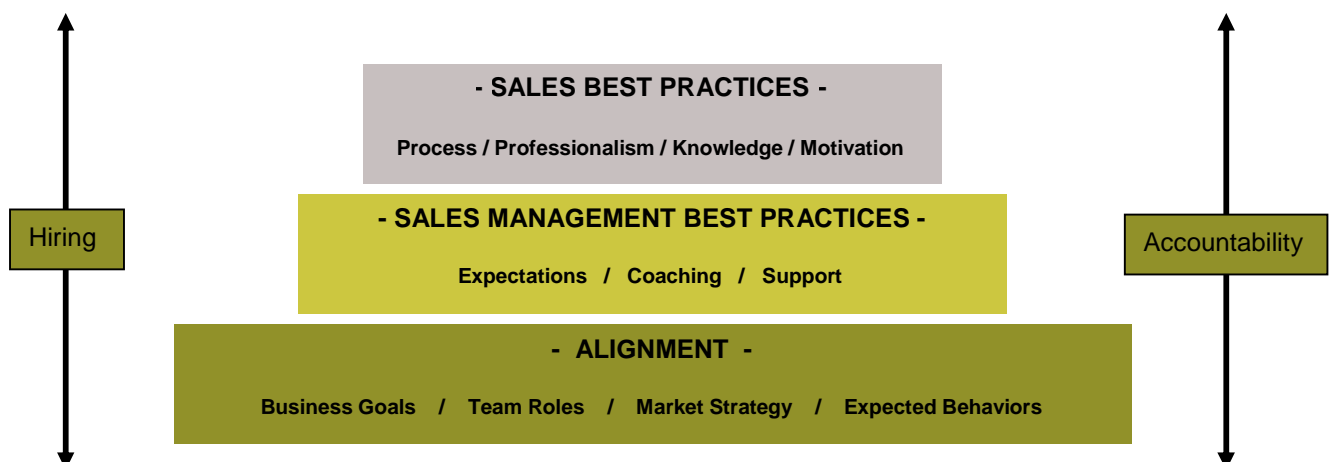 - SALES BEST PRACTICES -
Process / Professionalism / Knowledge / Motivation
- SALES MANAGEMENT BEST PRACTICES -
Hiring
Accountability
Expectations / Coaching / Support
- ALIGNMENT -
Business Goals / Team Roles / Market Strategy / Expected Behaviors